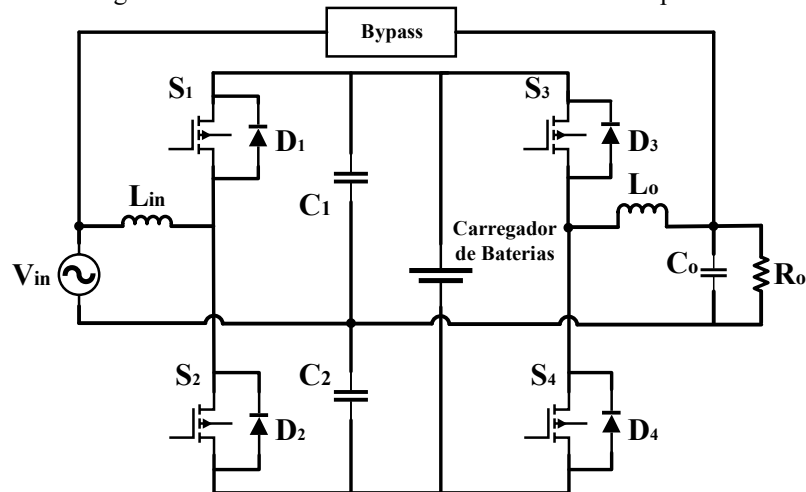 Bypass
S1
S3
D1
D3
Lin
Lo
C1
Carregador
de Baterias
Vin
Co
Ro
S2
C2
S4
D2
D4